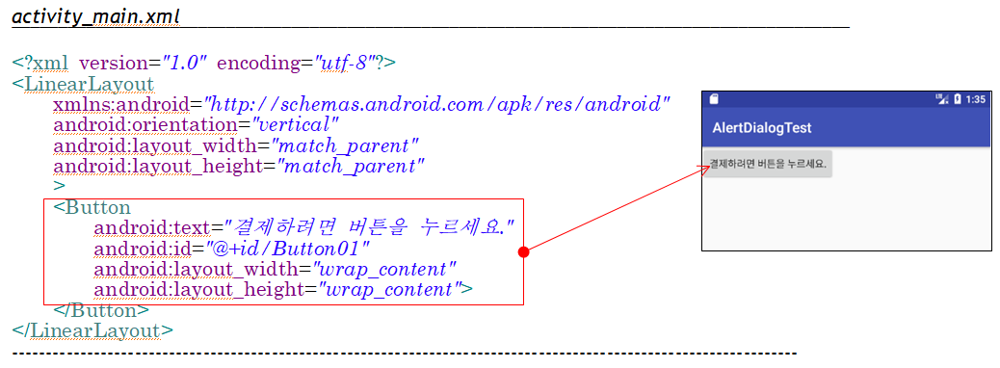 activity_main.xml
<?xml version="1.0" encoding="utf-8"?>
<LinearLayout
xmlns:android="http://schemas.android.com/apk/res/android"
android:orientation="vertical"
android:layout_width="match_parent"
android:layout_height="match_parent"
>
<Button
android:text="결제하려면 버튼을 누르세요."
android:id="@+id/Button01"
android:layout_width="wrap_content"
android:layout_height="wrap_content">
</Button>
</LinearLayout>
LTE 1:35
AlertDialogTest
결제하려면 버튼을 누르세요.